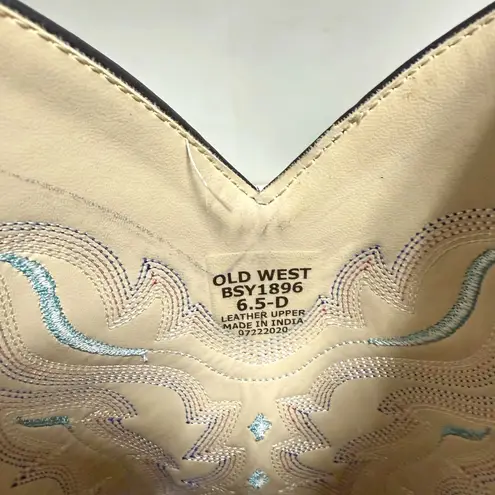 OLD WEST
BSY1896
6.5-D
LEATHER UPPER
MADE IN INDIA
07222020